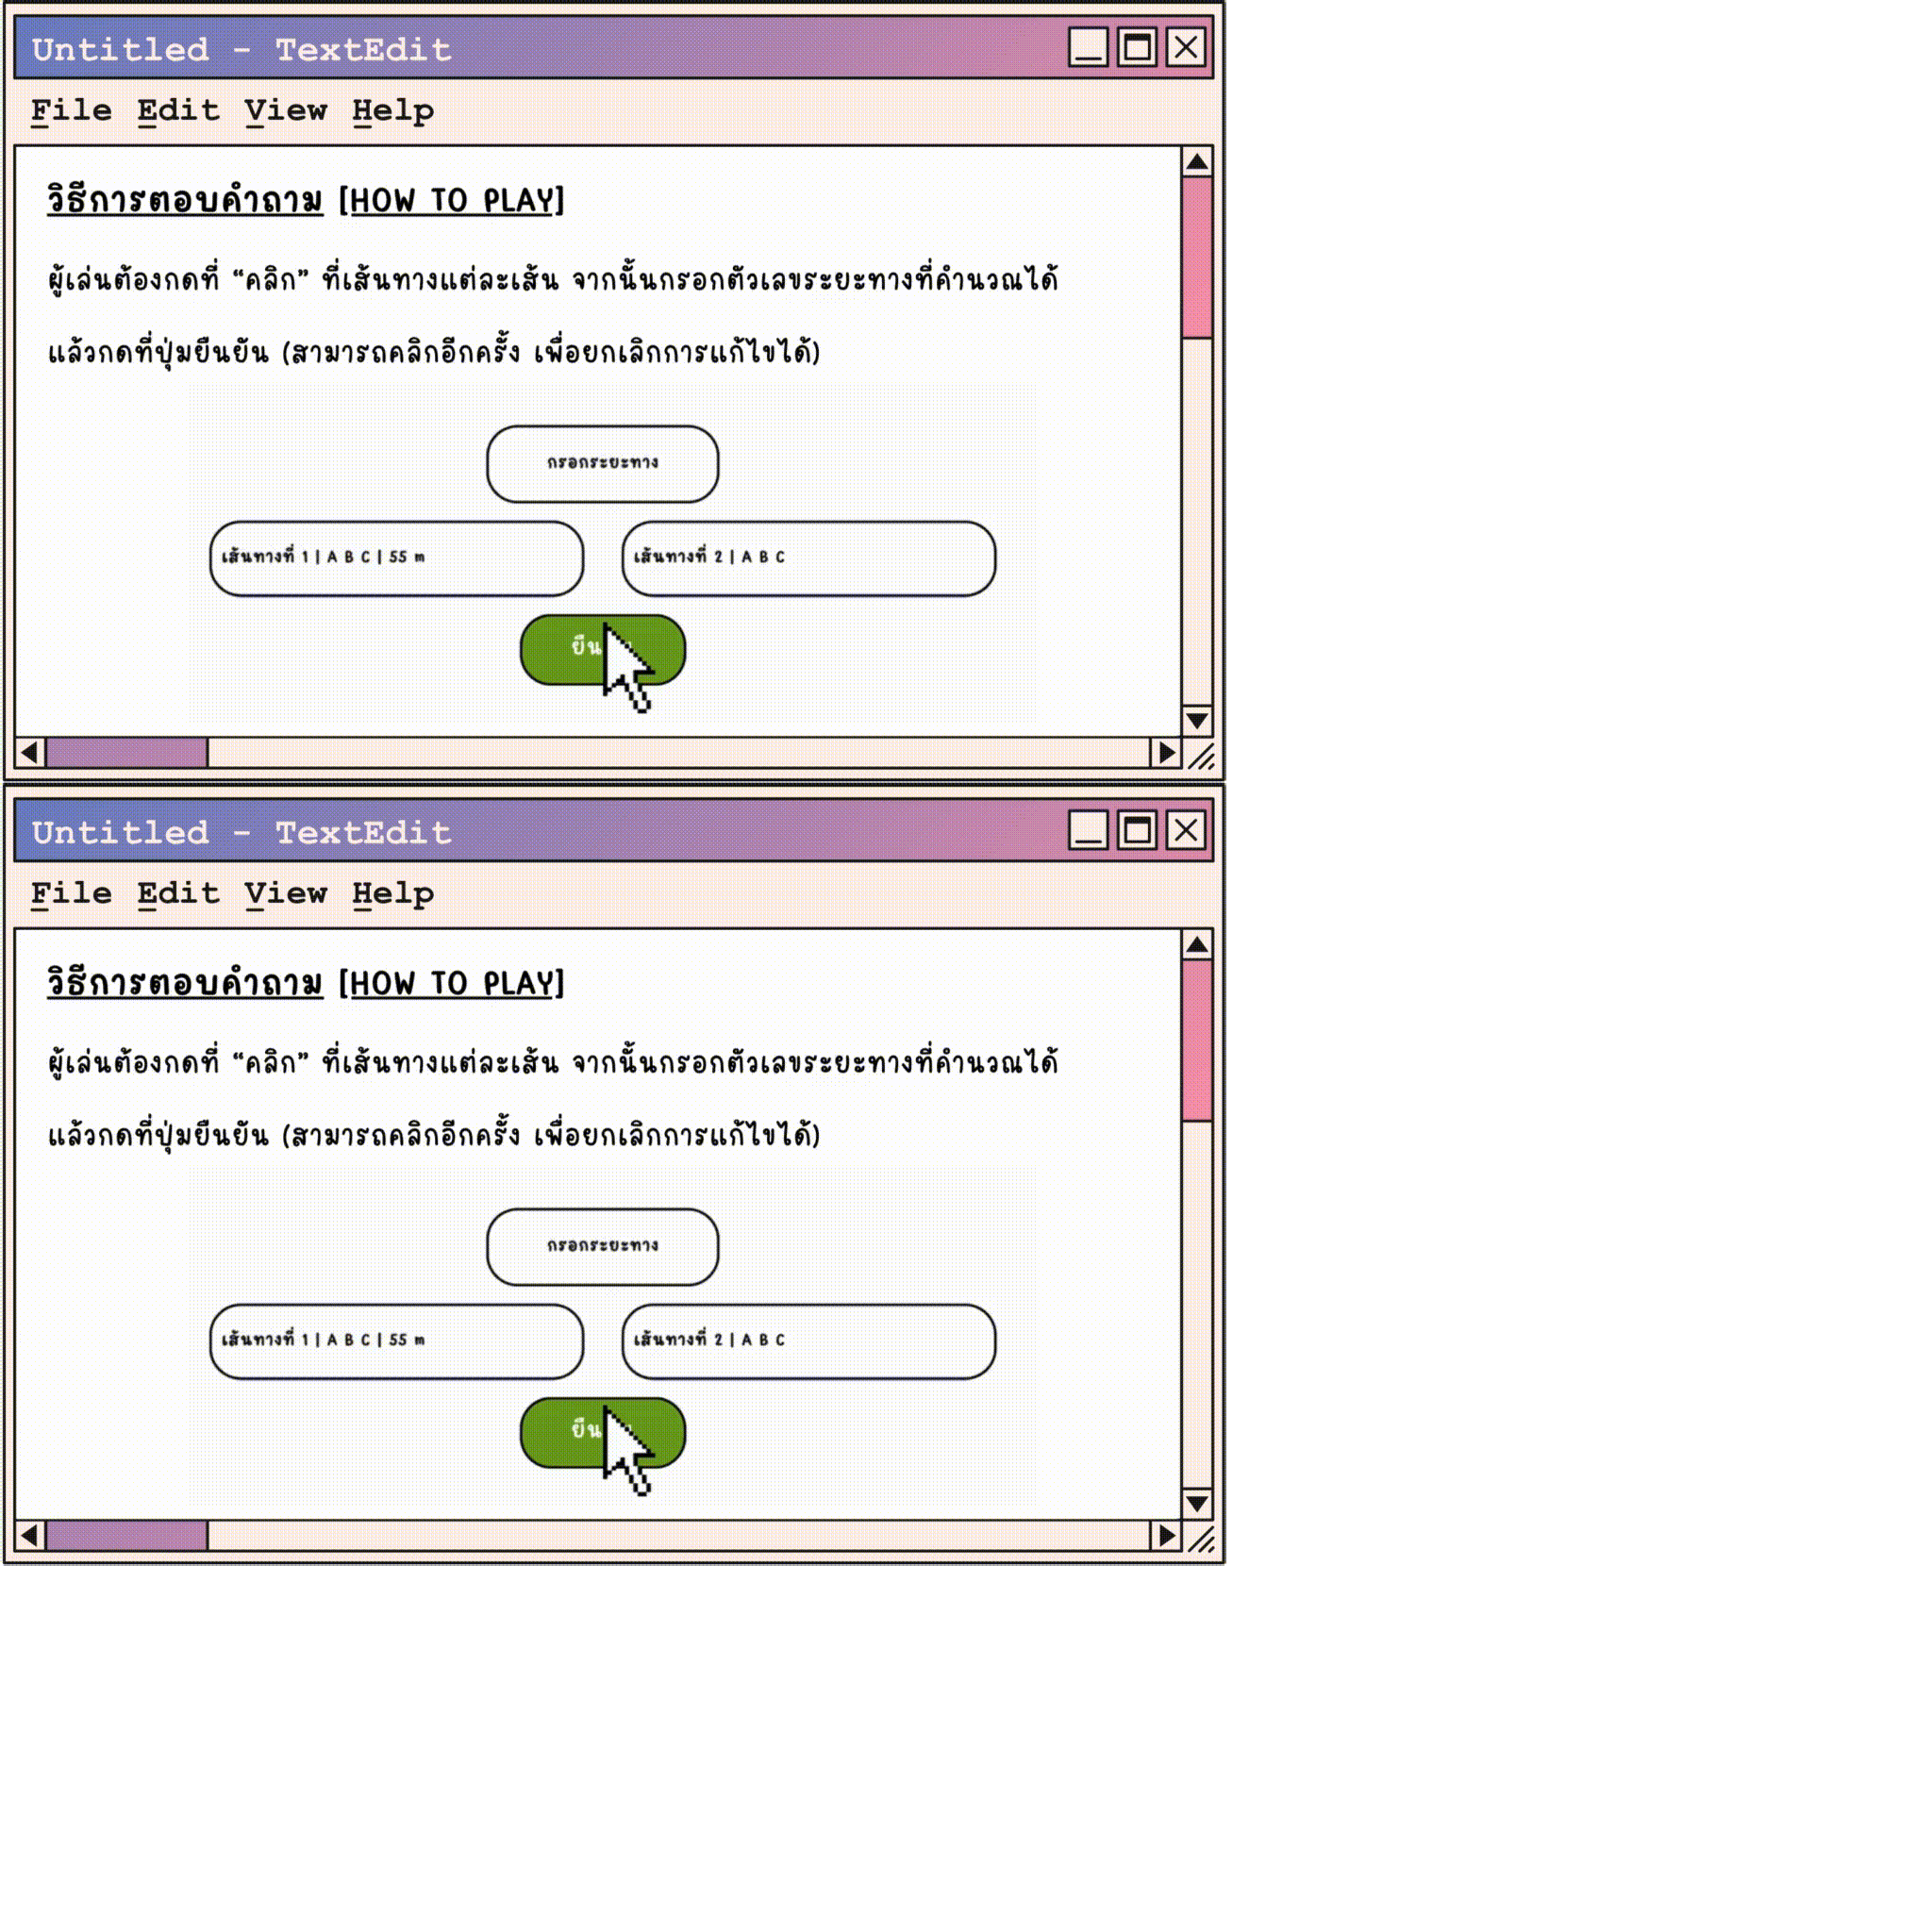 Untitled - TextEdit
File Edit View Help
วิธีการตอบคำถาม [HOW TO PLAY]
ผู้เล่นต้องกดที่ “คลิก” ที่เส้นทางแต่ละเส้น จากนั้นกรอกตัวเลขระยะทางที่คำนวณได้
แล้วกดที่ปุ่มยืนยัน (สามารถคลิกอีกครั้ง เพื่อยกเลิกการแก้ไขได้)
กรอกระยะทาง
เส้นทางที่ 1 | A B C | 55 m
เส้นทางที่ 2 | A B C
Untitled - TextEdit
File Edit View Help
วิธีการตอบคำถาม [HOW TO PLAY]
ผู้เล่นต้องกดที่ “คลิก” ที่เส้นทางแต่ละเส้น จากนั้นกรอกตัวเลขระยะทางที่คำนวณได้
แล้วกดที่ปุ่มยืนยัน (สามารถคลิกอีกครั้ง เพื่อยกเลิกการแก้ไขได้)
กรอกระยะทาง
เส้นทางที่ 1 | A B C | 55 m
เส้นทางที่ 2 | A B C